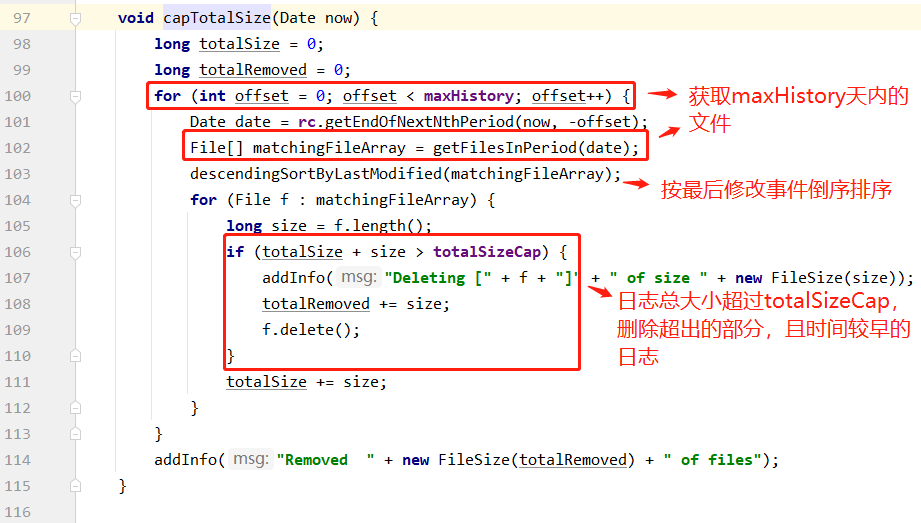 97 void capTotalSize(Date now) {
98 long totalSize = 0;
99 long totalRemoved = 0;
100 for (int offset = 0; offset < maxHistory; offset++) {
获取maxHistory天内的
文件
101 Date date = rc.getEndOfNextNthPeriod(now, -offset);
102 File[] matchingFileArray = getFilesInPeriod(date);
103 descendingSortByLastModified(matchingFileArray);
按最后修改事件倒序排序
104 for (File f : matchingFileArray) {
105 long size = f.length();
106 if (totalSize + size > totalSizeCap) {
107 addInfo( msg: "Deleting [" + f + "]" + " of size " + new FileSize(size));
108 totalRemoved += size;
109 f.delete();
日志总大小超过totalSizeCap，
删除超出的部分，且时间较早的
日志
110 }
111 totalSize += size;
112 }
113 }
114 addInfo( msg: "Removed  " + new FileSize(totalRemoved) + " of files");
115 }
116